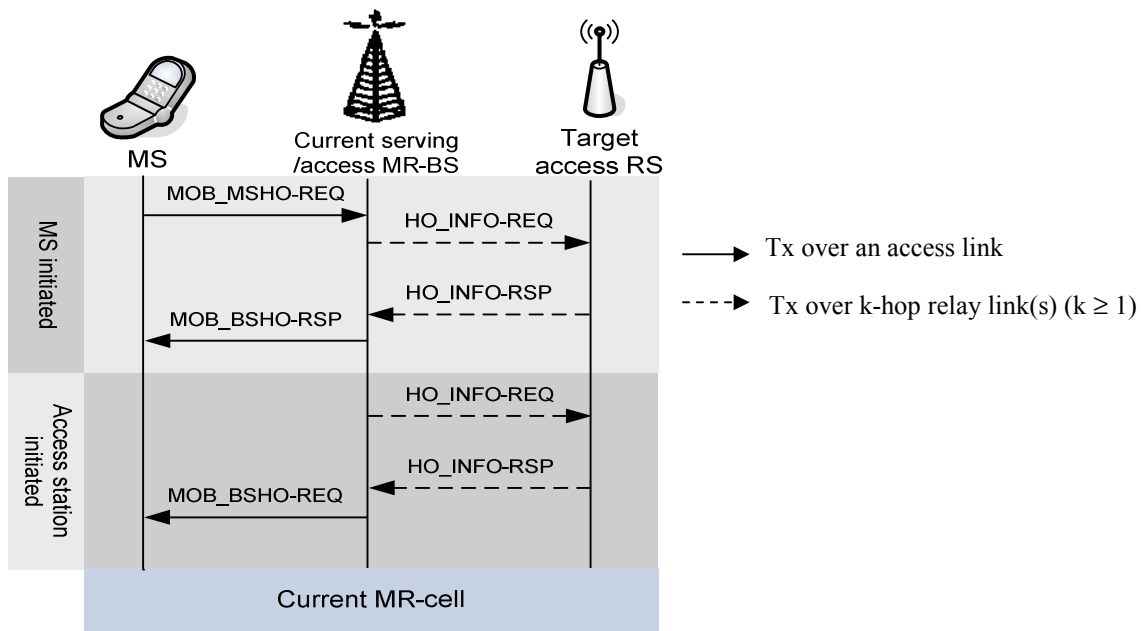 MS
Current serving
/access MR-BS
Target
access RS
MS initiated
MOB_MSHO-REQ
HO_INFO-REQ
HO_INFO-RSP
MOB_BSHO-RSP
Tx over an access link
Tx over k-hop relay link(s) (k ≥ 1)
Access station
initiated
HO_INFO-REQ
HO_INFO-RSP
MOB_BSHO-REQ
Current MR-cell